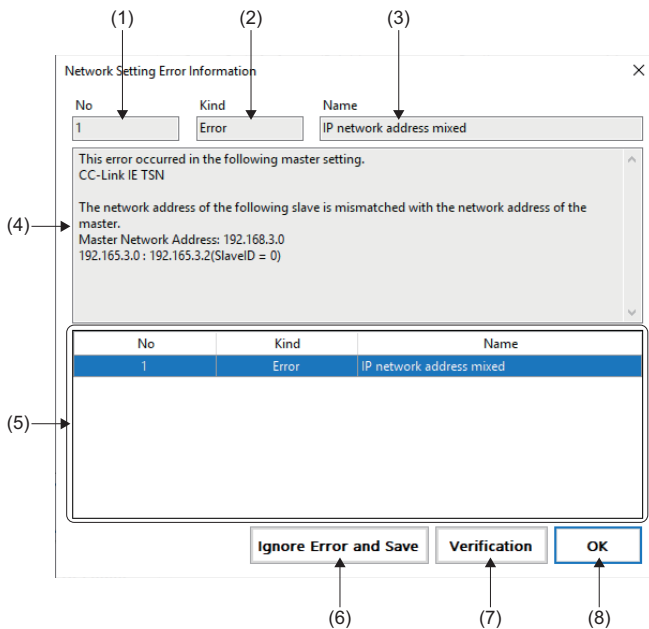 (1) (2) (3)
Network Setting Error Information
No Kind Name
1 Error IP network address mixed
This error occurred in the following master setting.
CC-Link IE TSN
The network address of the following slave is mismatched with the network address of the
master.
(4)
Master Network Address: 192.168.3.0
192.165.3.0 : 192.165.3.2(SlaveID = 0)
No Kind Name
1 Error IP network address mixed
(5)
Ignore Error and Save Verification OK
(6) (7) (8)